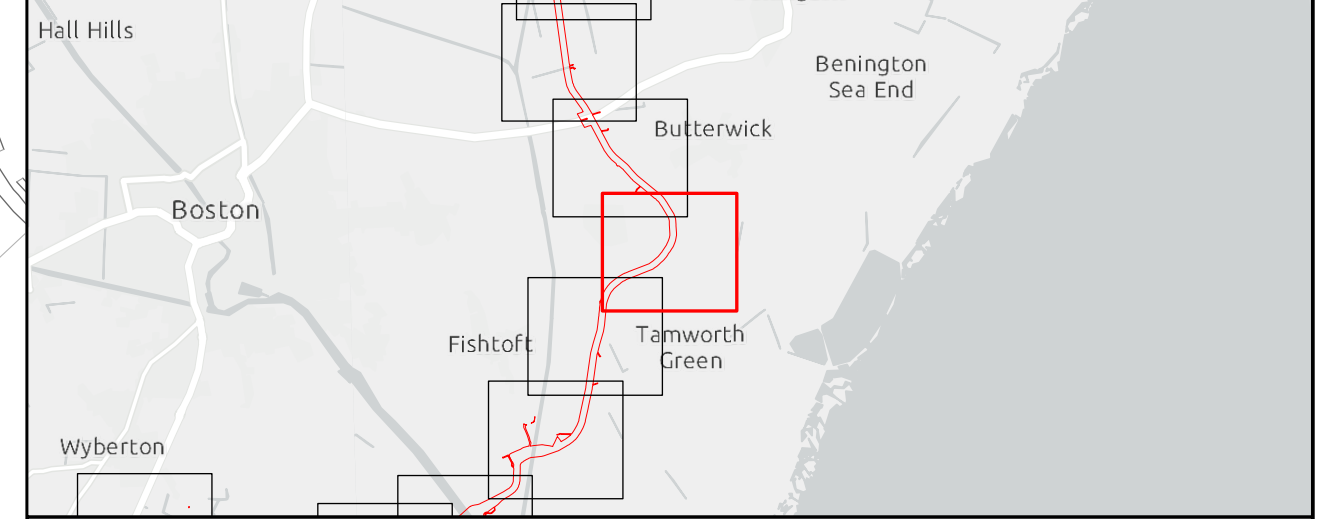 Hall Hills
Benington
Sea End
Butterwick
Boston
Tamworth
Green
Fishtoft
Wyberton